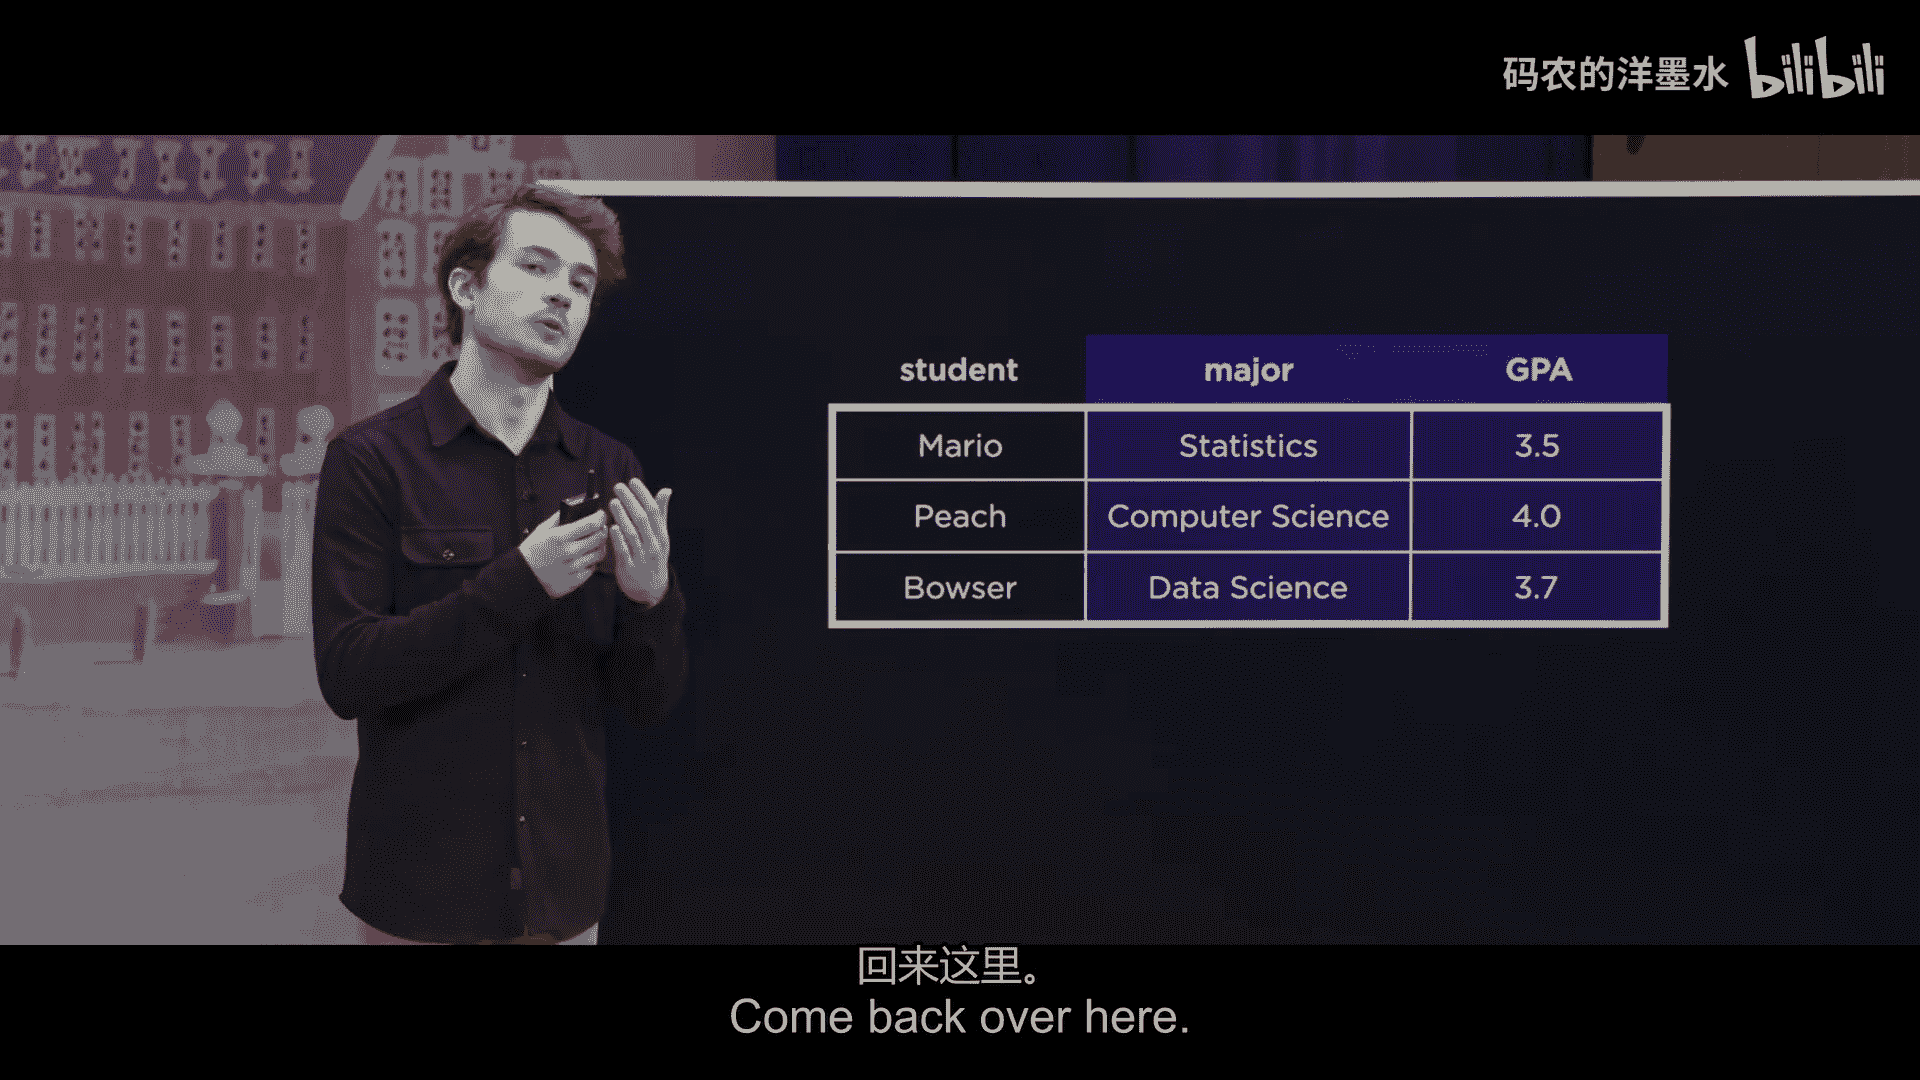 码农的洋墨水 bilibili
student major GPA
Mario Statistics 3.5
Peach Computer Science 4.0
Bowser Data Science 3.7
回来这里。
Come back over here.